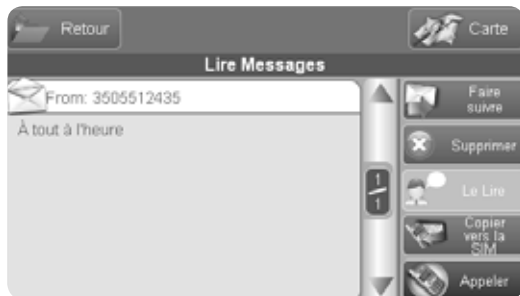 Retour
Carte
Lire Messages
From: 3505512435
À tout à l'heure
1
1
Faire
suivre
Supprimer
Le Lire
Copier
vers la
SIM
Appeler